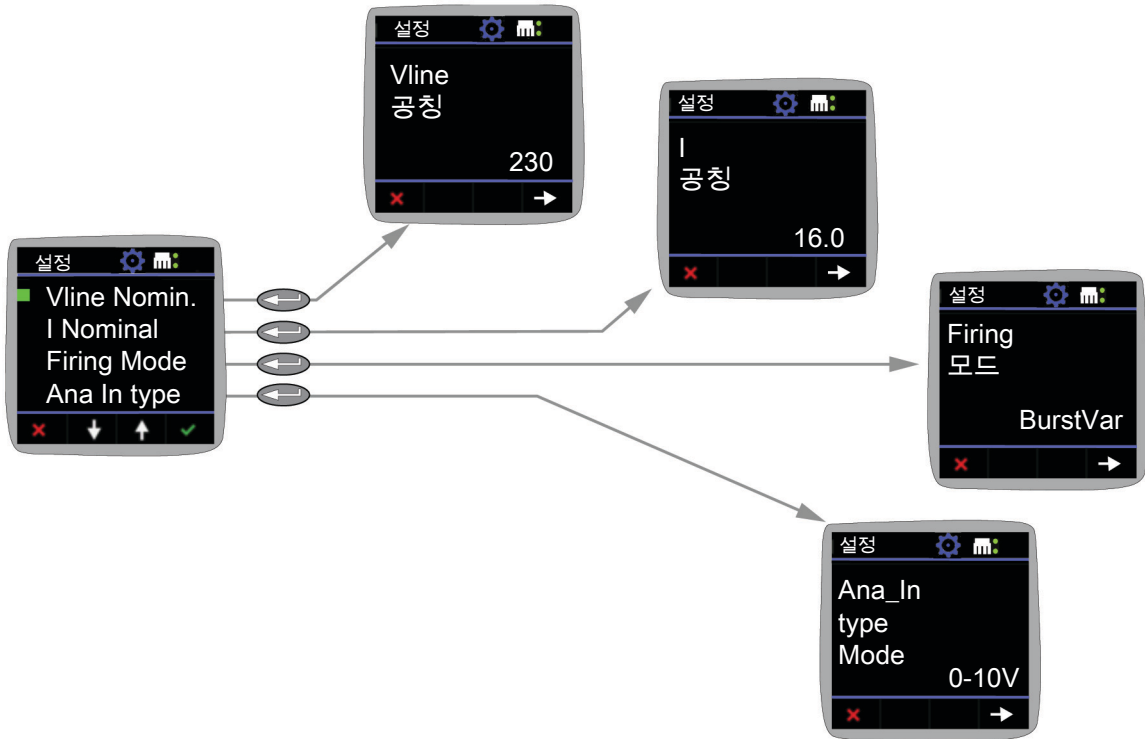 설정
Vline
공칭
230
설정
I
공칭
16.0
설정
Vline Nomin.
I Nominal
Firing Mode
Ana In type
설정
Firing
모드
BurstVar
설정
Ana_In
type
Mode
0-10V